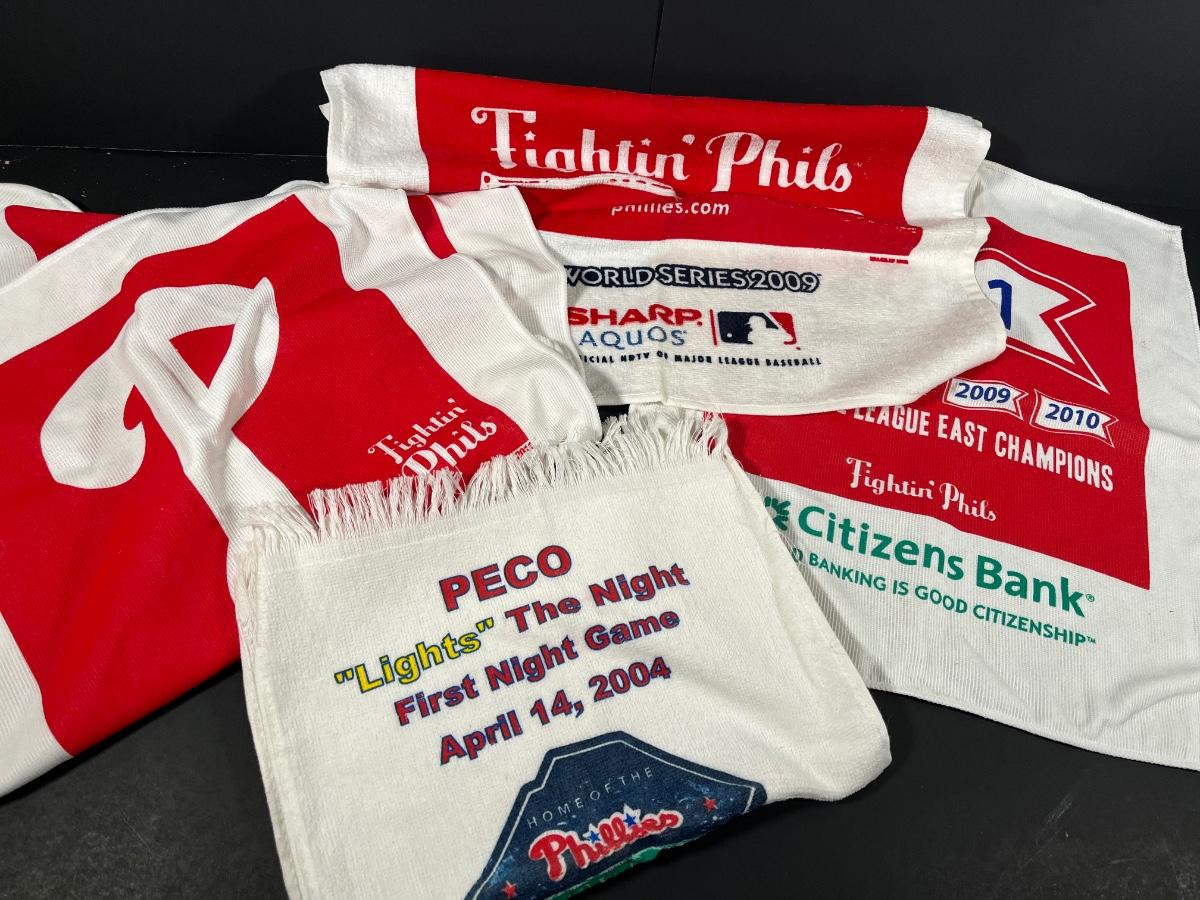 Fightin' Phils
phillies.com
WORLD SERIES 2009
SHARP
AQUOS
HDTV OF MAJOR LEAGUE BASEBALL
P
Fightin'
Phils
1
2009 2010
LEAGUE EAST CHAMPIONS
Fightin' Phils
Citizens Bank®
BANKING IS GOOD CITIZENSHIP™
PECO
"Lights" The Night
First Night Game
April 14, 2004
HOME OF THE
Phillies